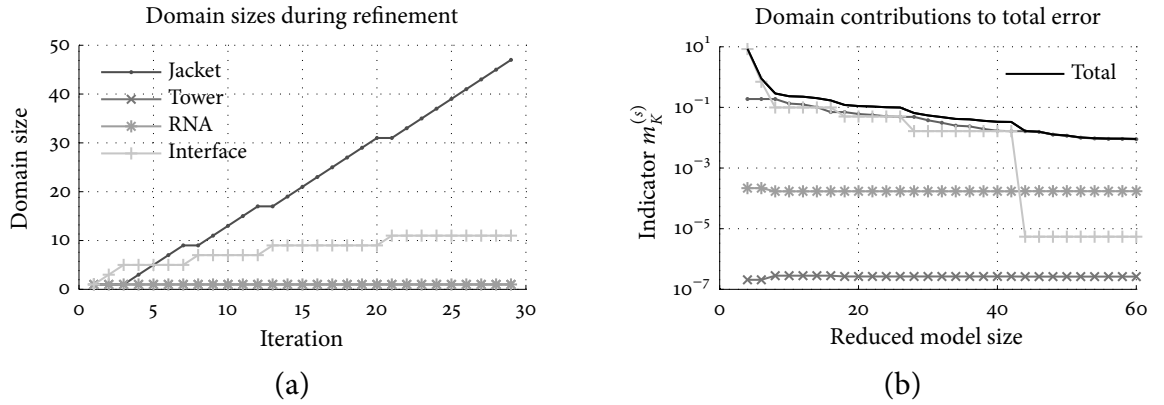 Domain sizes during refinement
50
40
30
20
10
0
0
5
10
15
20
25
30
Domain size
Iteration
Jacket
Tower
RNA
Interface
(a)
Domain contributions to total error
10^1
10^−1
10^−3
10^−5
10^−7
0
20
40
60
Indicator m_K^(s)
Reduced model size
Total
(b)